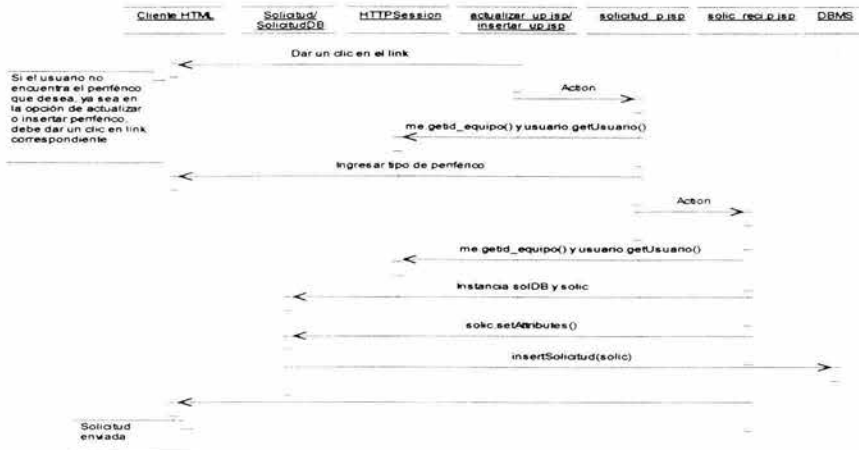 Cliente HTML
Solicitud/
SolicitudDB
HTTPSession
actualizar_up.jsp/
insertar_up.jsp
solicitud_p.jsp
solic_reci.p.jsp
DBMS
Dar un clic en el link
Si el usuario no
encuentra el periférico
que desea, ya sea en
la opción de actualizar
o insertar periférico,
debe dar un clic en link
correspondiente
Action
me.getid_equipo() y usuario.getUsuario()
Ingresar tipo de periférico
Action
me.getid_equipo() y usuario.getUsuario()
Instancia solDB y solic
solic.setAttributes()
insertSolicitud(solic)
Solicitud
enviada